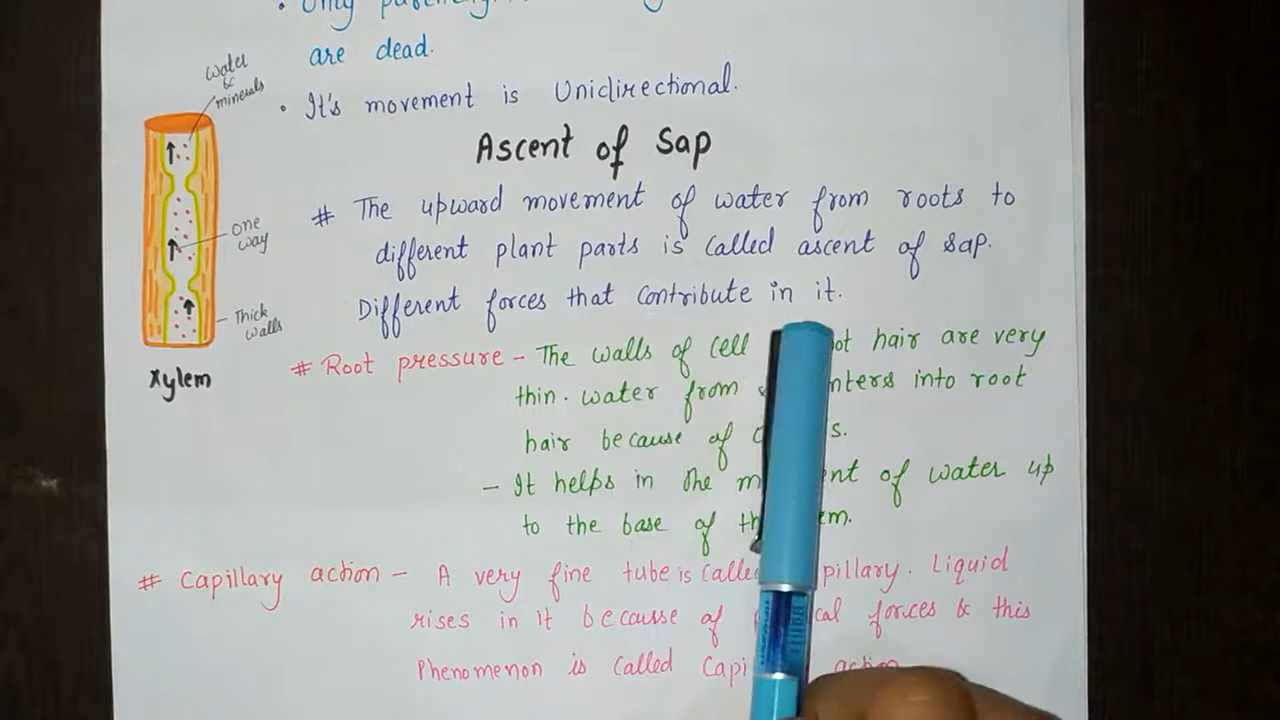 are dead.
• It's movement is Unidirectional.
water
&
minerals
one
way
Thick
walls
Xylem
Ascent of Sap
# The upward movement of water from roots to
different plant parts is called ascent of sap.
Different forces that contribute in it.
# Root pressure - The walls of cell hair are very
thin. water from into root
hair because of
- It helps in the of water up
to the base of
# Capillary action - A very fine tube is Liquid
rises in it because of forces & this
Phenomenon is called